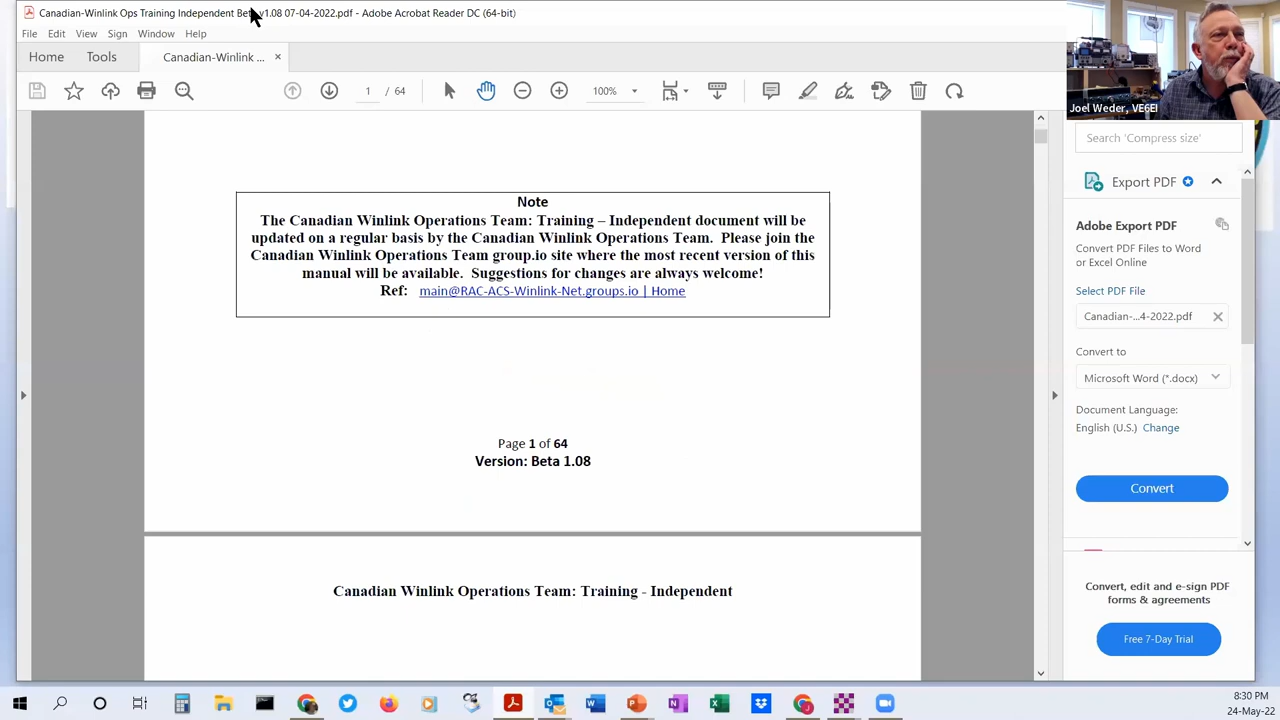 Canadian-Winlink Ops Training Independent Beta v1.08 07-04-2022.pdf - Adobe Acrobat Reader DC (64-bit)
File Edit View Sign Window Help
Home Tools Canadian-Winlink ... ×
1 / 64 100%
Joel Weder, VE6EI
Note
The Canadian Winlink Operations Team: Training – Independent document will be
updated on a regular basis by the Canadian Winlink Operations Team. Please join the
Canadian Winlink Operations Team group.io site where the most recent version of this
manual will be available. Suggestions for changes are always welcome!
Ref: main@RAC-ACS-Winlink-Net.groups.io | Home
Page 1 of 64
Version: Beta 1.08
Canadian Winlink Operations Team: Training - Independent
Search 'Compress size'
Export PDF
Adobe Export PDF
Convert PDF Files to Word
or Excel Online
Select PDF File
Canadian-...4-2022.pdf
Convert to
Microsoft Word (*.docx)
Document Language:
English (U.S.) Change
Convert
Convert, edit and e-sign PDF
forms & agreements
Free 7-Day Trial
8:30 PM
24-May-22